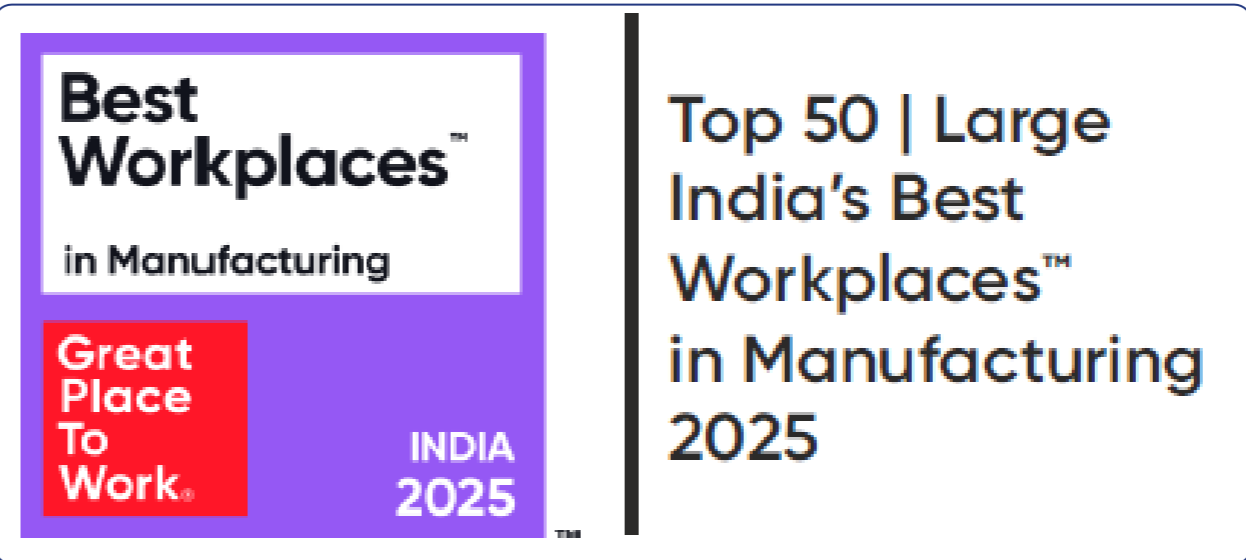 Best
Workplaces™
in Manufacturing
Great
Place
To
Work®
INDIA
2025
™
Top 50 | Large
India’s Best
Workplaces™
in Manufacturing
2025